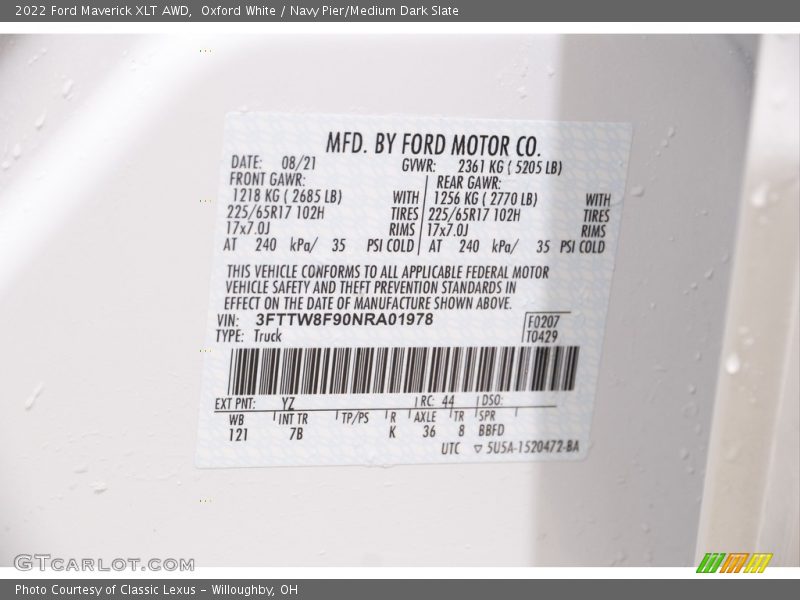 2022 Ford Maverick XLT AWD,  Oxford White / Navy Pier/Medium Dark Slate
MFD. BY FORD MOTOR CO.
DATE: 08/21 GVWR: 2361 KG ( 5205 LB)
FRONT GAWR: REAR GAWR:
1218 KG ( 2685 LB) WITH 1256 KG ( 2770 LB) WITH
225/65R17 102H TIRES 225/65R17 102H TIRES
17x7.0J RIMS 17x7.0J RIMS
AT 240 kPa/ 35 PSI COLD AT 240 kPa/ 35 PSI COLD
THIS VEHICLE CONFORMS TO ALL APPLICABLE FEDERAL MOTOR
VEHICLE SAFETY AND THEFT PREVENTION STANDARDS IN
EFFECT ON THE DATE OF MANUFACTURE SHOWN ABOVE.
VIN: 3FTTW8F90NRA01978 F0207
TYPE: Truck T0429
EXT PNT: YZ RC: 44 DSO:
WB INT TR TP/PS R AXLE TR SPR
121 7B K 36 8 BBFD
UTC ▽ 5U5A-1520472-BA
GTCARLOT.COM
Photo Courtesy of Classic Lexus - Willoughby, OH